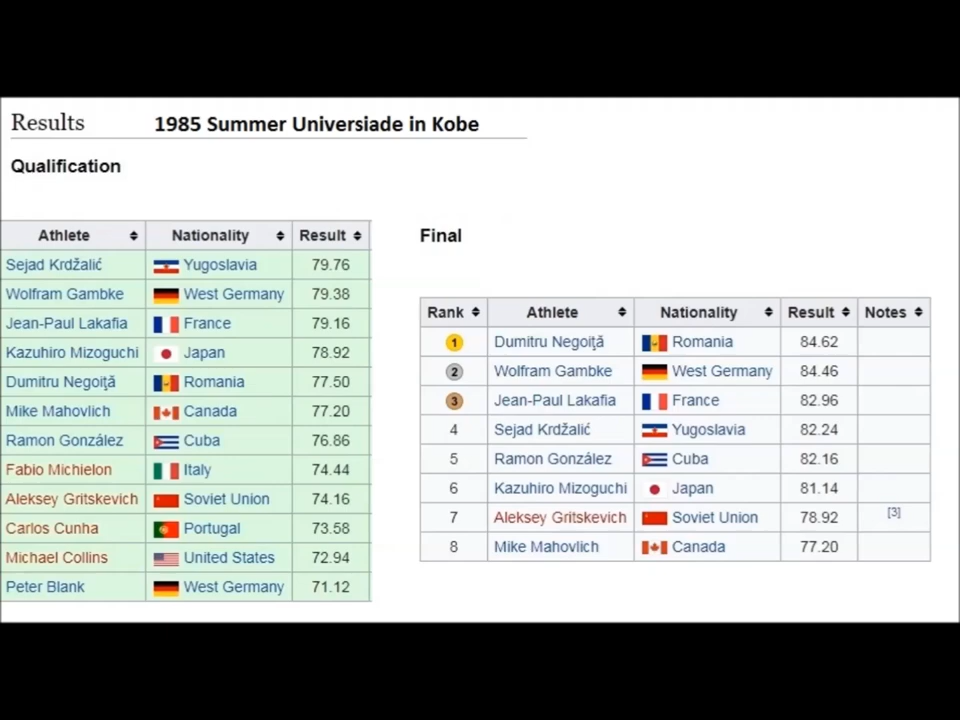 Results 1985 Summer Universiade in Kobe
Qualification
Athlete Nationality Result
Sejad Krdžalić Yugoslavia 79.76
Wolfram Gambke West Germany 79.38
Jean-Paul Lakafia France 79.16
Kazuhiro Mizoguchi Japan 78.92
Dumitru Negoiţă Romania 77.50
Mike Mahovlich Canada 77.20
Ramon González Cuba 76.86
Fabio Michielon Italy 74.44
Aleksey Gritskevich Soviet Union 74.16
Carlos Cunha Portugal 73.58
Michael Collins United States 72.94
Peter Blank West Germany 71.12
Final
Rank Athlete Nationality Result Notes
1 Dumitru Negoiţă Romania 84.62
2 Wolfram Gambke West Germany 84.46
3 Jean-Paul Lakafia France 82.96
4 Sejad Krdžalić Yugoslavia 82.24
5 Ramon González Cuba 82.16
6 Kazuhiro Mizoguchi Japan 81.14
7 Aleksey Gritskevich Soviet Union 78.92 [3]
8 Mike Mahovlich Canada 77.20